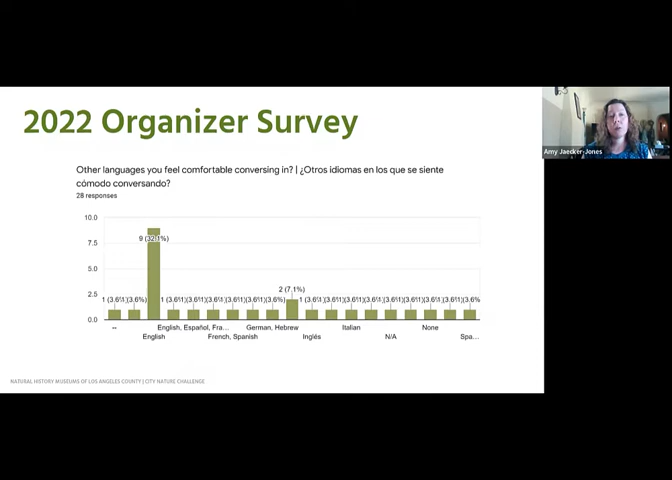 2022 Organizer Survey
Amy Jaecker-Jones
Other languages you feel comfortable conversing in? | ¿Otros idiomas en los que se siente
cómodo conversando?
28 responses
10.0
7.5
5.0
2.5
0.0
9 (32.1%)
2 (7.1%)
--
English, Español, Fra…
German, Hebrew
Italian
None
English
French, Spanish
Inglés
N/A
Spa…
NATURAL HISTORY MUSEUMS OF LOS ANGELES COUNTY | CITY NATURE CHALLENGE